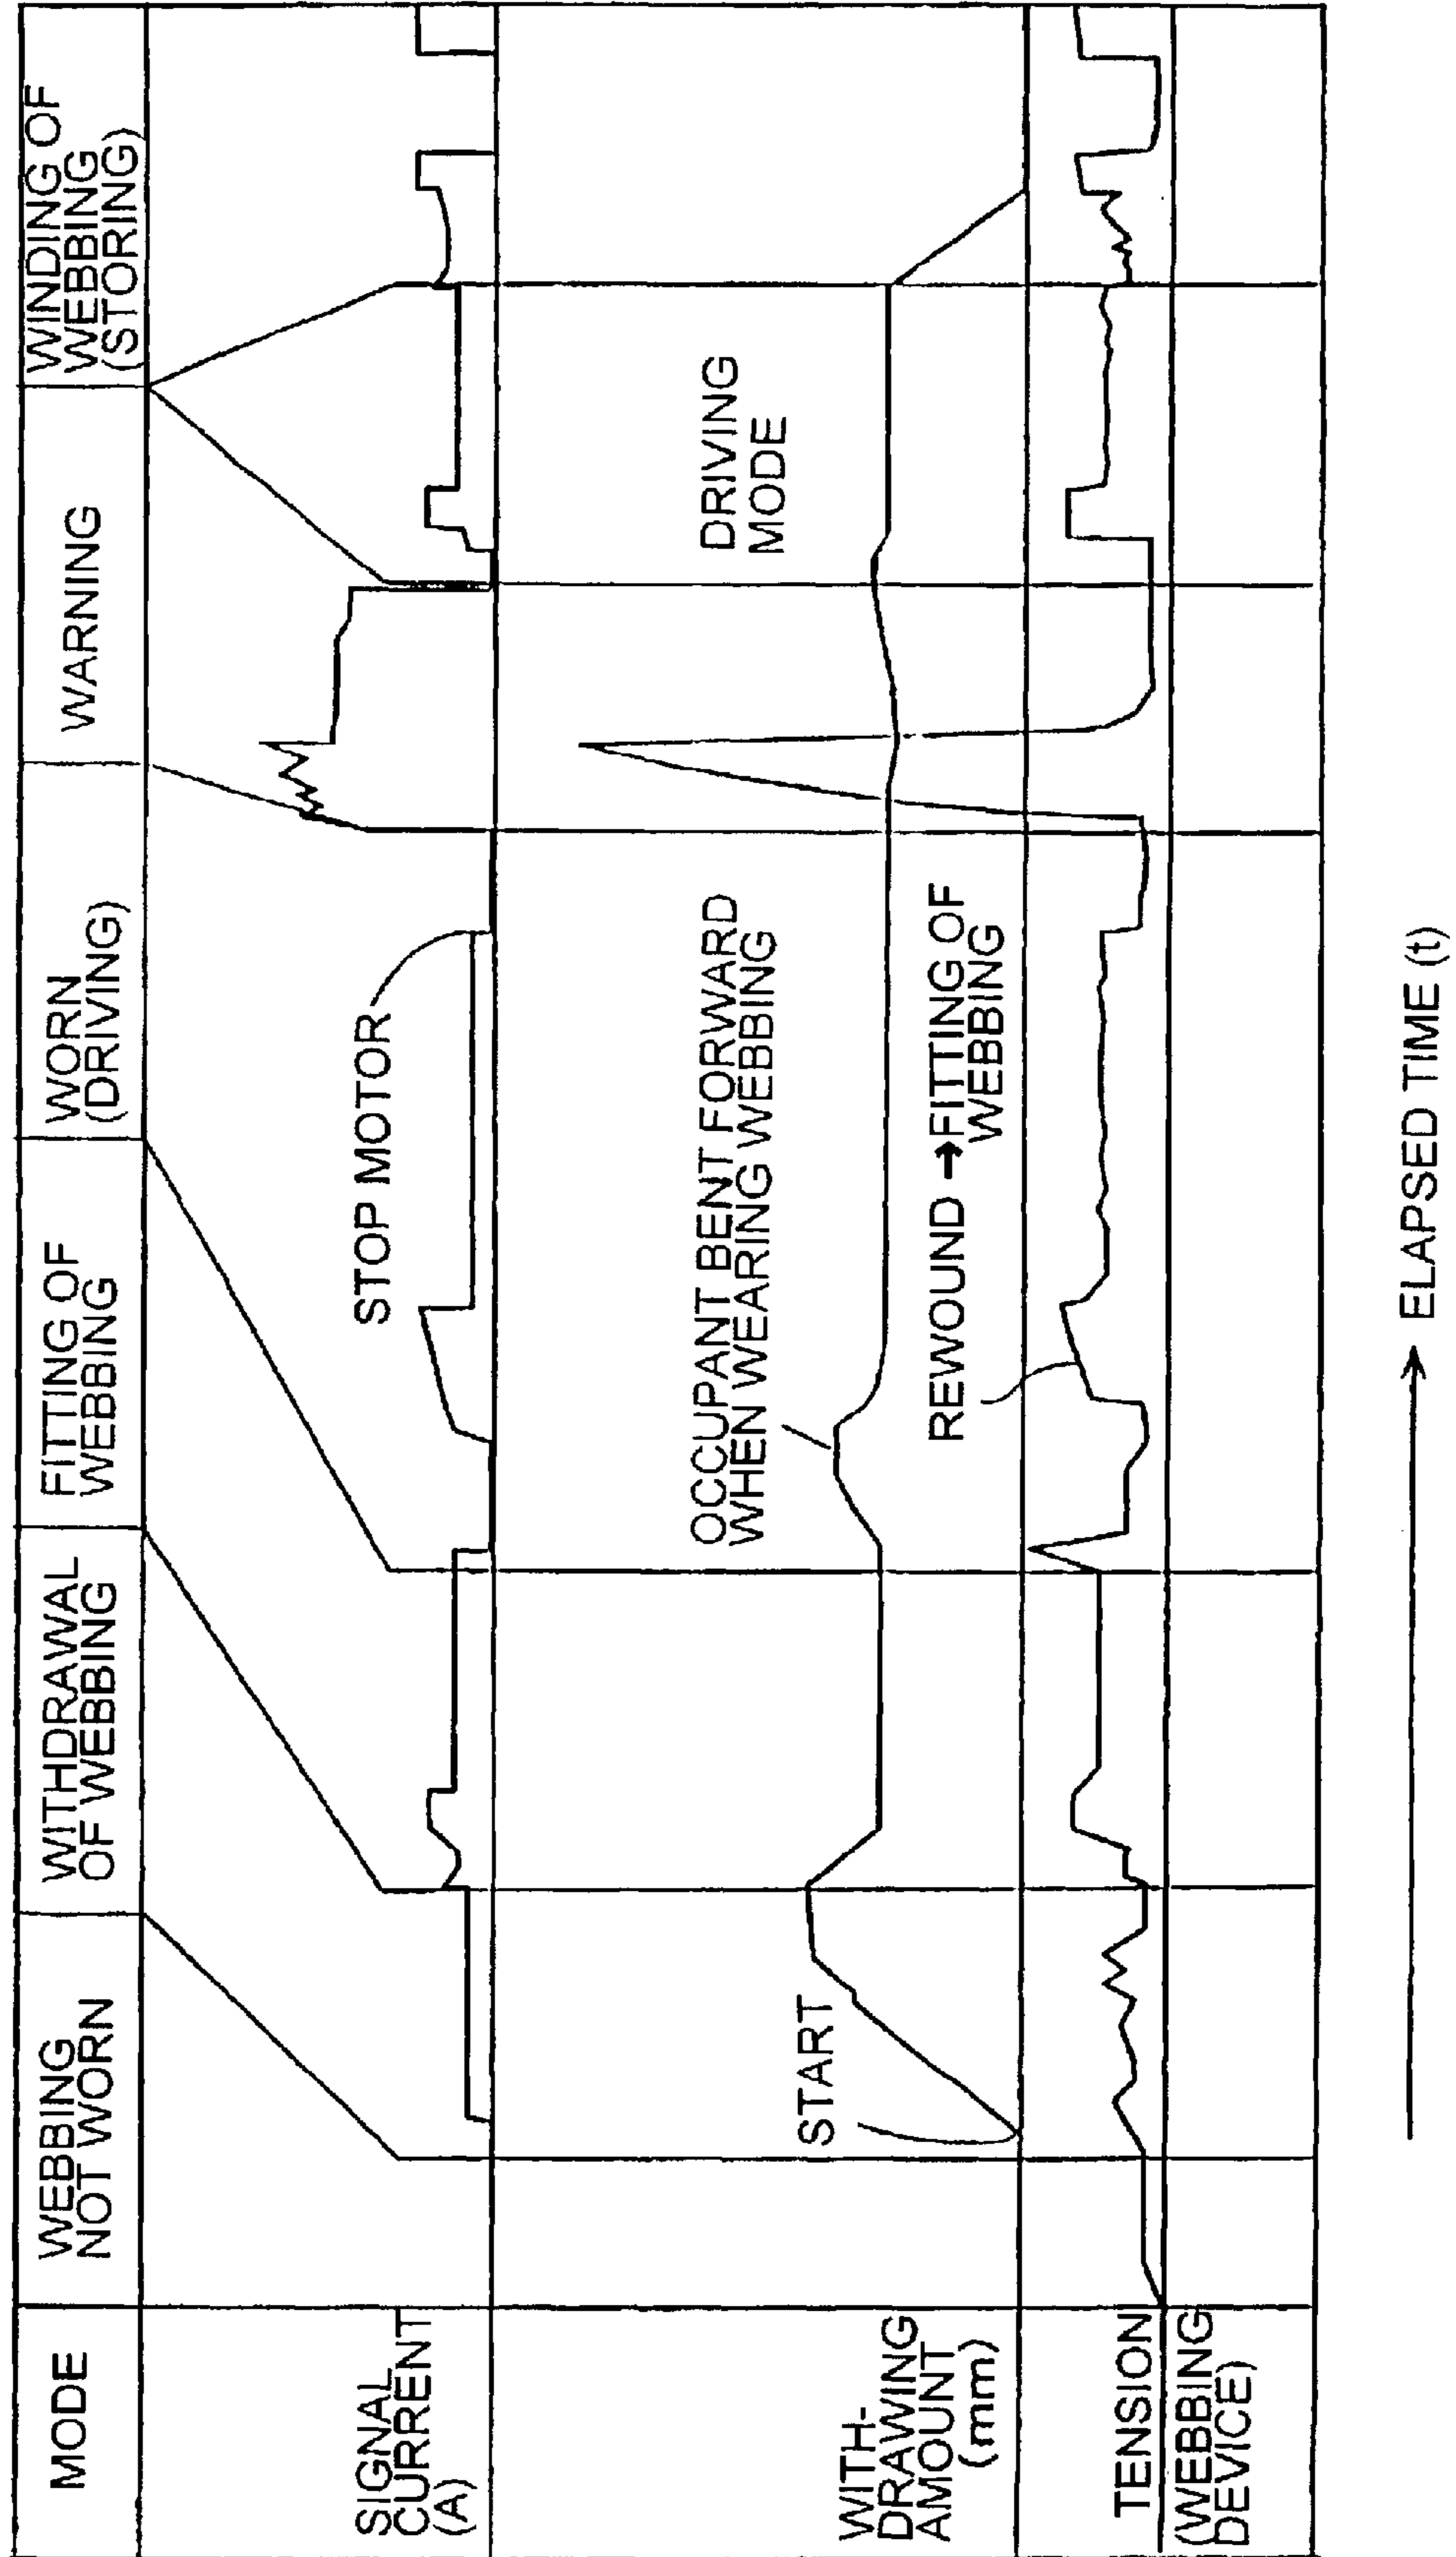 MODE
WEBBING
NOT WORN
WITHDRAWAL
OF WEBBING
FITTING OF
WEBBING
WORN
(DRIVING)
WARNING
WINDING OF
WEBBING
(STORING)
SIGNAL
CURRENT
(A)
STOP MOTOR
WITH-
DRAWING
AMOUNT
(mm)
START
OCCUPANT BENT FORWARD
WHEN WEARING WEBBING
DRIVING
MODE
REWOUND →FITTING OF
WEBBING
TENSION
(WEBBING
DEVICE)
ELAPSED TIME (t)